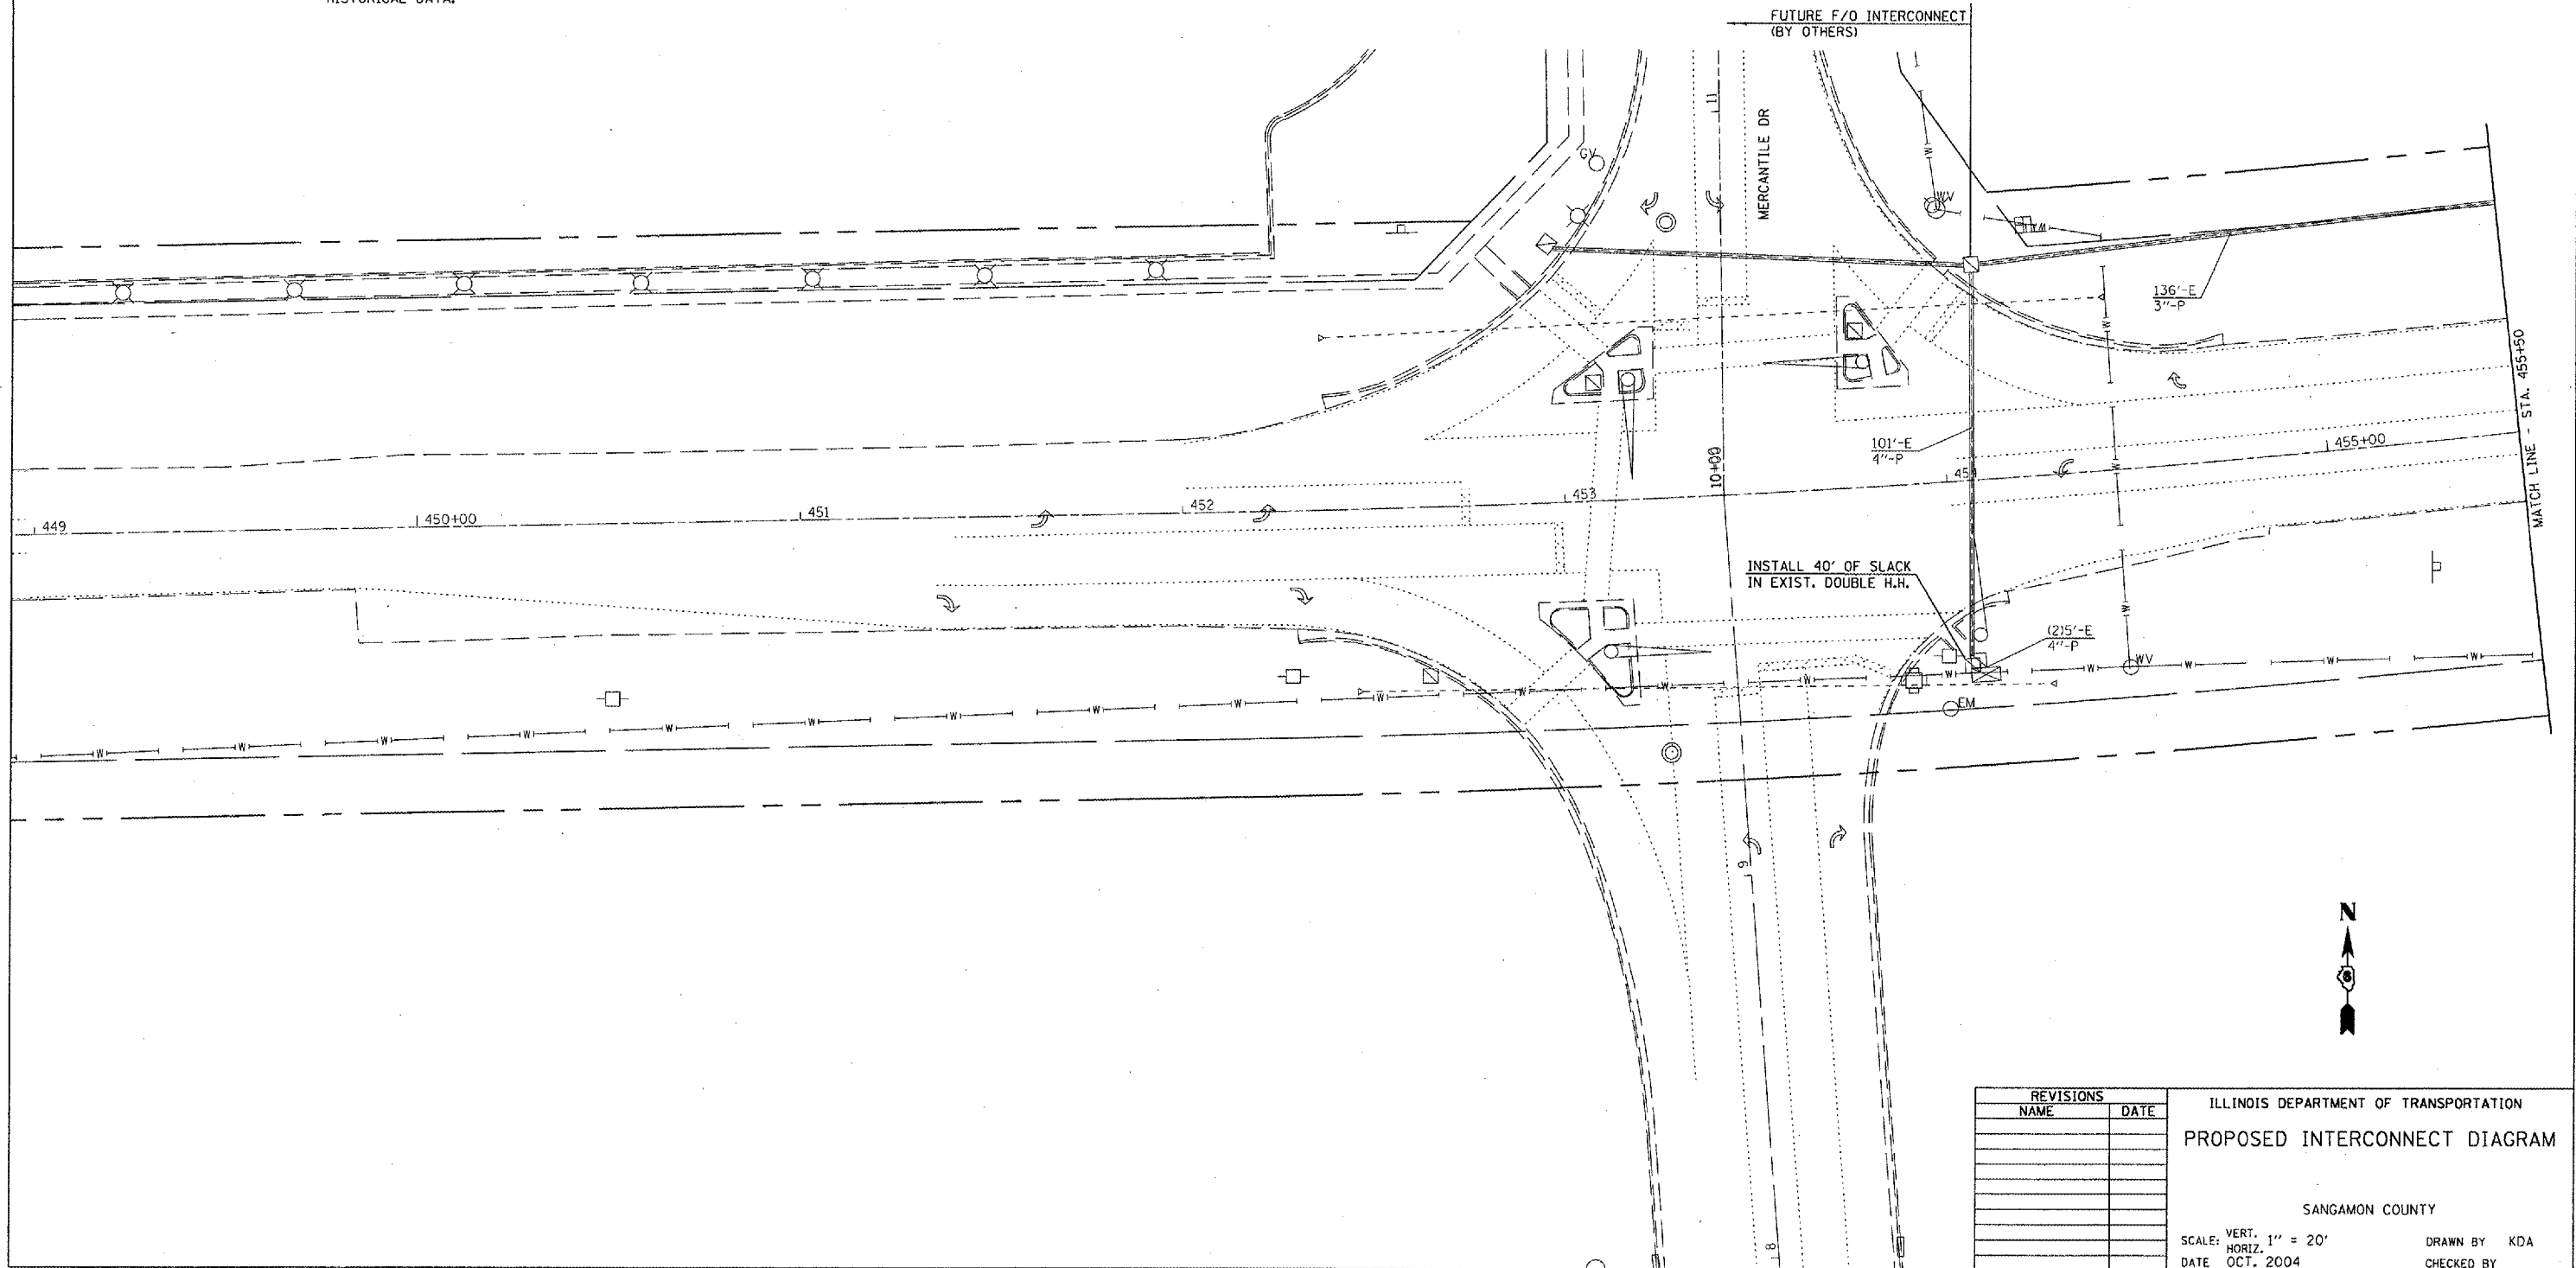 HISTORICAL DATA.
FUTURE F/O INTERCONNECT
(BY OTHERS)
11
MERCANTILE DR
GV
WV
W
W
136'-E
3"-P
W
MATCH LINE - STA. 455+50
101'-E
4"-P
10+00
449
450+00
451
452
453
454
455+00
W
W
W
INSTALL 40' OF SLACK
IN EXIST. DOUBLE H.H.
(2)5'-E
4"-P
WV
EM
W W W W W W W W W W W W W W W W W W
9
8
N
6
REVISIONS
NAME DATE
ILLINOIS DEPARTMENT OF TRANSPORTATION
PROPOSED INTERCONNECT DIAGRAM
SANGAMON COUNTY
SCALE: VERT. 1" = 20'
HORIZ.
DRAWN BY KDA
DATE OCT. 2004
CHECKED BY